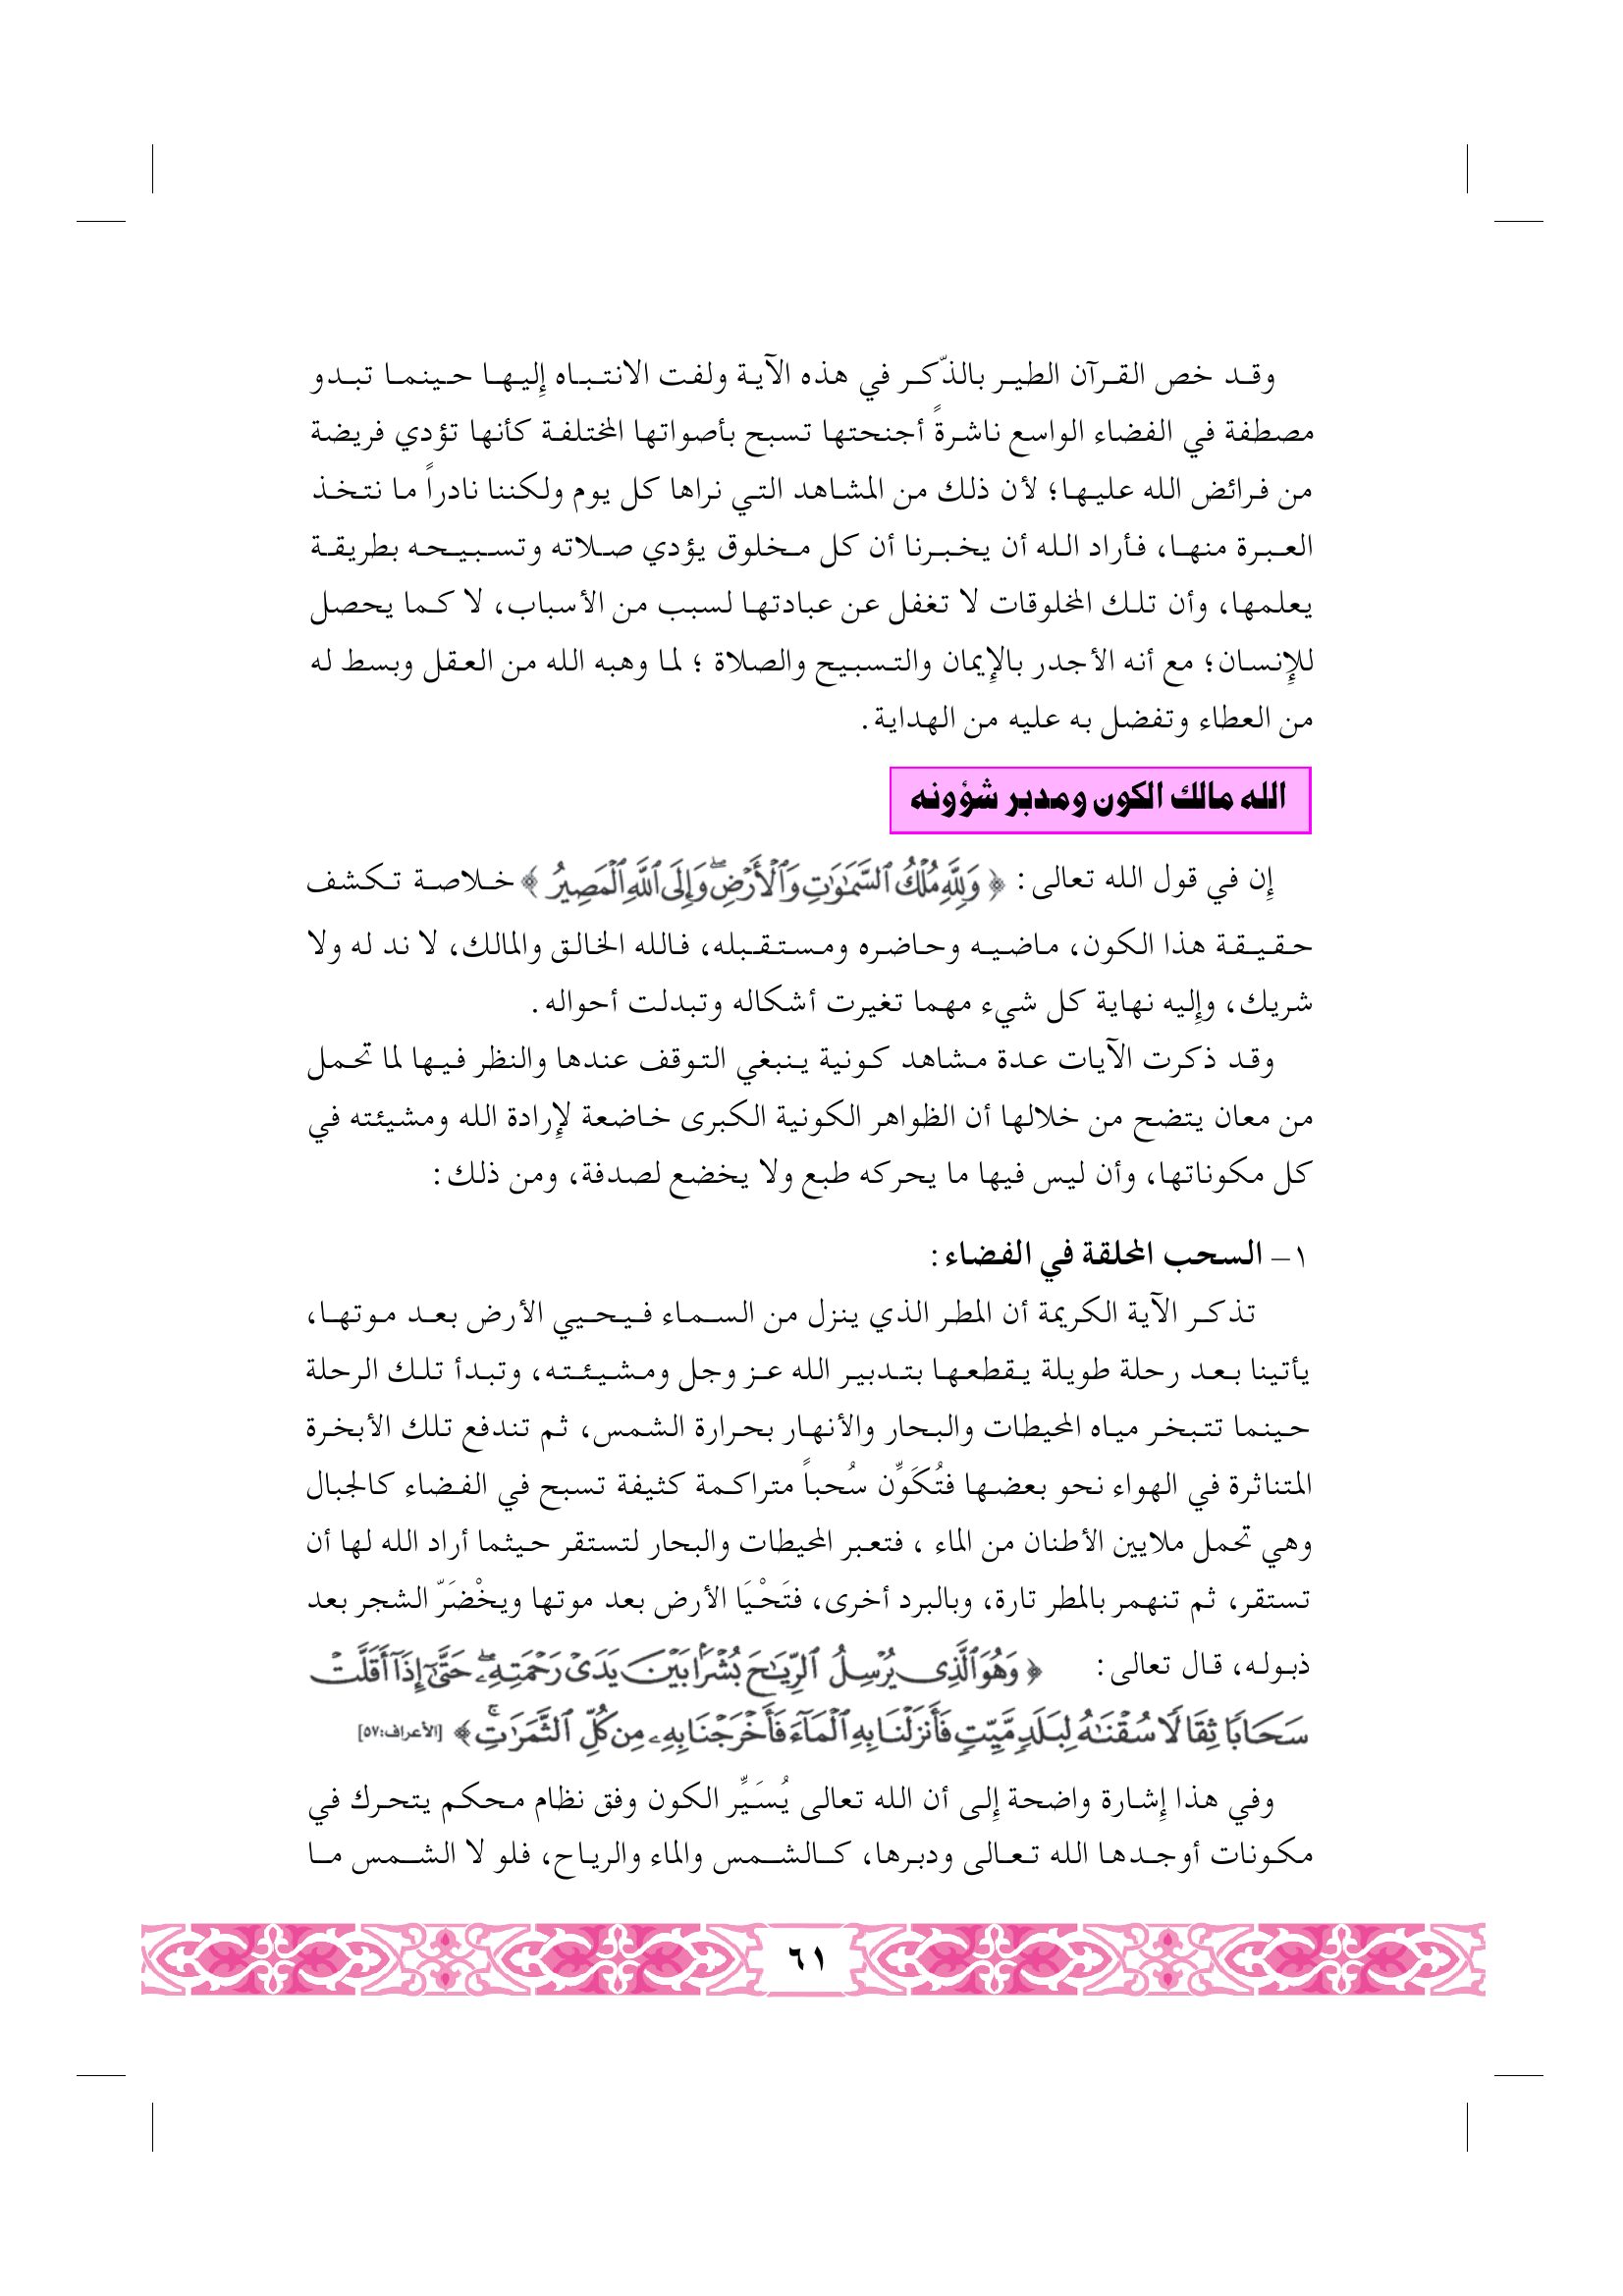 وقد خص القرآن الطير بالذّكر في هذه الآية ولفت الانتباه إِليها حينما تبدو
مصطفة في الفضاء الواسع ناشرةً أجنحتها تسبح بأصواتها المختلفة كأنها تؤدي فريضة
من فرائض الله عليها؛ لأن ذلك من المشاهد التي نراها كل يوم ولكننا نادراً ما نتخذ
العبرة منها، فأراد الله أن يخبرنا أن كل مخلوق يؤدي صلاته وتسبيحه بطريقة
يعلمها، وأن تلك المخلوقات لا تغفل عن عبادتها لسبب من الأسباب، لا كما يحصل
للإِنسان؛ مع أنه الأجدر بالإِيمان والتسبيح والصلاة ؛ لما وهبه الله من العقل وبسط له
من العطاء وتفضل به عليه من الهداية.
الله مالك الكون ومدبر شؤونه
إِن في قول الله تعالى: ﴿ وَلِلَّهِ مُلْكُ ٱلسَّمَٰوَٰتِ وَٱلْأَرْضِ ۖ وَإِلَى ٱللَّهِ ٱلْمَصِيرُ ﴾ خلاصة تكشف
حقيقة هذا الكون، ماضيه وحاضره ومستقبله، فالله الخالق والمالك، لا ند له ولا
شريك، وإِليه نهاية كل شيء مهما تغيرت أشكاله وتبدلت أحواله.
وقد ذكرت الآيات عدة مشاهد كونية ينبغي التوقف عندها والنظر فيها لما تحمل
من معان يتضح من خلالها أن الظواهر الكونية الكبرى خاضعة لإِرادة الله ومشيئته في
كل مكوناتها، وأن ليس فيها ما يحركه طبع ولا يخضع لصدفة، ومن ذلك:
١– السحب المحلقة في الفضاء:
تذكر الآية الكريمة أن المطر الذي ينزل من السماء فيحيي الأرض بعد موتها،
يأتينا بعد رحلة طويلة يقطعها بتدبير الله عز وجل ومشيئته، وتبدأ تلك الرحلة
حينما تتبخر مياه المحيطات والبحار والأنهار بحرارة الشمس، ثم تندفع تلك الأبخرة
المتناثرة في الهواء نحو بعضها فتُكَوِّن سُحباً متراكمة كثيفة تسبح في الفضاء كالجبال
وهي تحمل ملايين الأطنان من الماء ، فتعبر المحيطات والبحار لتستقر حيثما أراد الله لها أن
تستقر، ثم تنهمر بالمطر تارة، وبالبرد أخرى، فتَحْيَا الأرض بعد موتها ويخْضَرّ الشجر بعد
ذبوله، قال تعالى: ﴿ وَهُوَ ٱلَّذِى يُرْسِلُ ٱلرِّيَٰحَ بُشْرًۢا بَيْنَ يَدَىْ رَحْمَتِهِۦ ۖ حَتَّىٰٓ إِذَآ أَقَلَّتْ
سَحَابًا ثِقَالًا سُقْنَٰهُ لِبَلَدٍ مَّيِّتٍ فَأَنزَلْنَا بِهِ ٱلْمَآءَ فَأَخْرَجْنَا بِهِۦ مِن كُلِّ ٱلثَّمَرَٰتِ ۚ ﴾ [الأعراف:٥٧]
وفي هذا إِشارة واضحة إِلى أن الله تعالى يُسَيِّر الكون وفق نظام محكم يتحرك في
مكونات أوجدها الله تعالى ودبرها، كالشمس والماء والرياح، فلو لا الشمس ما
٦١